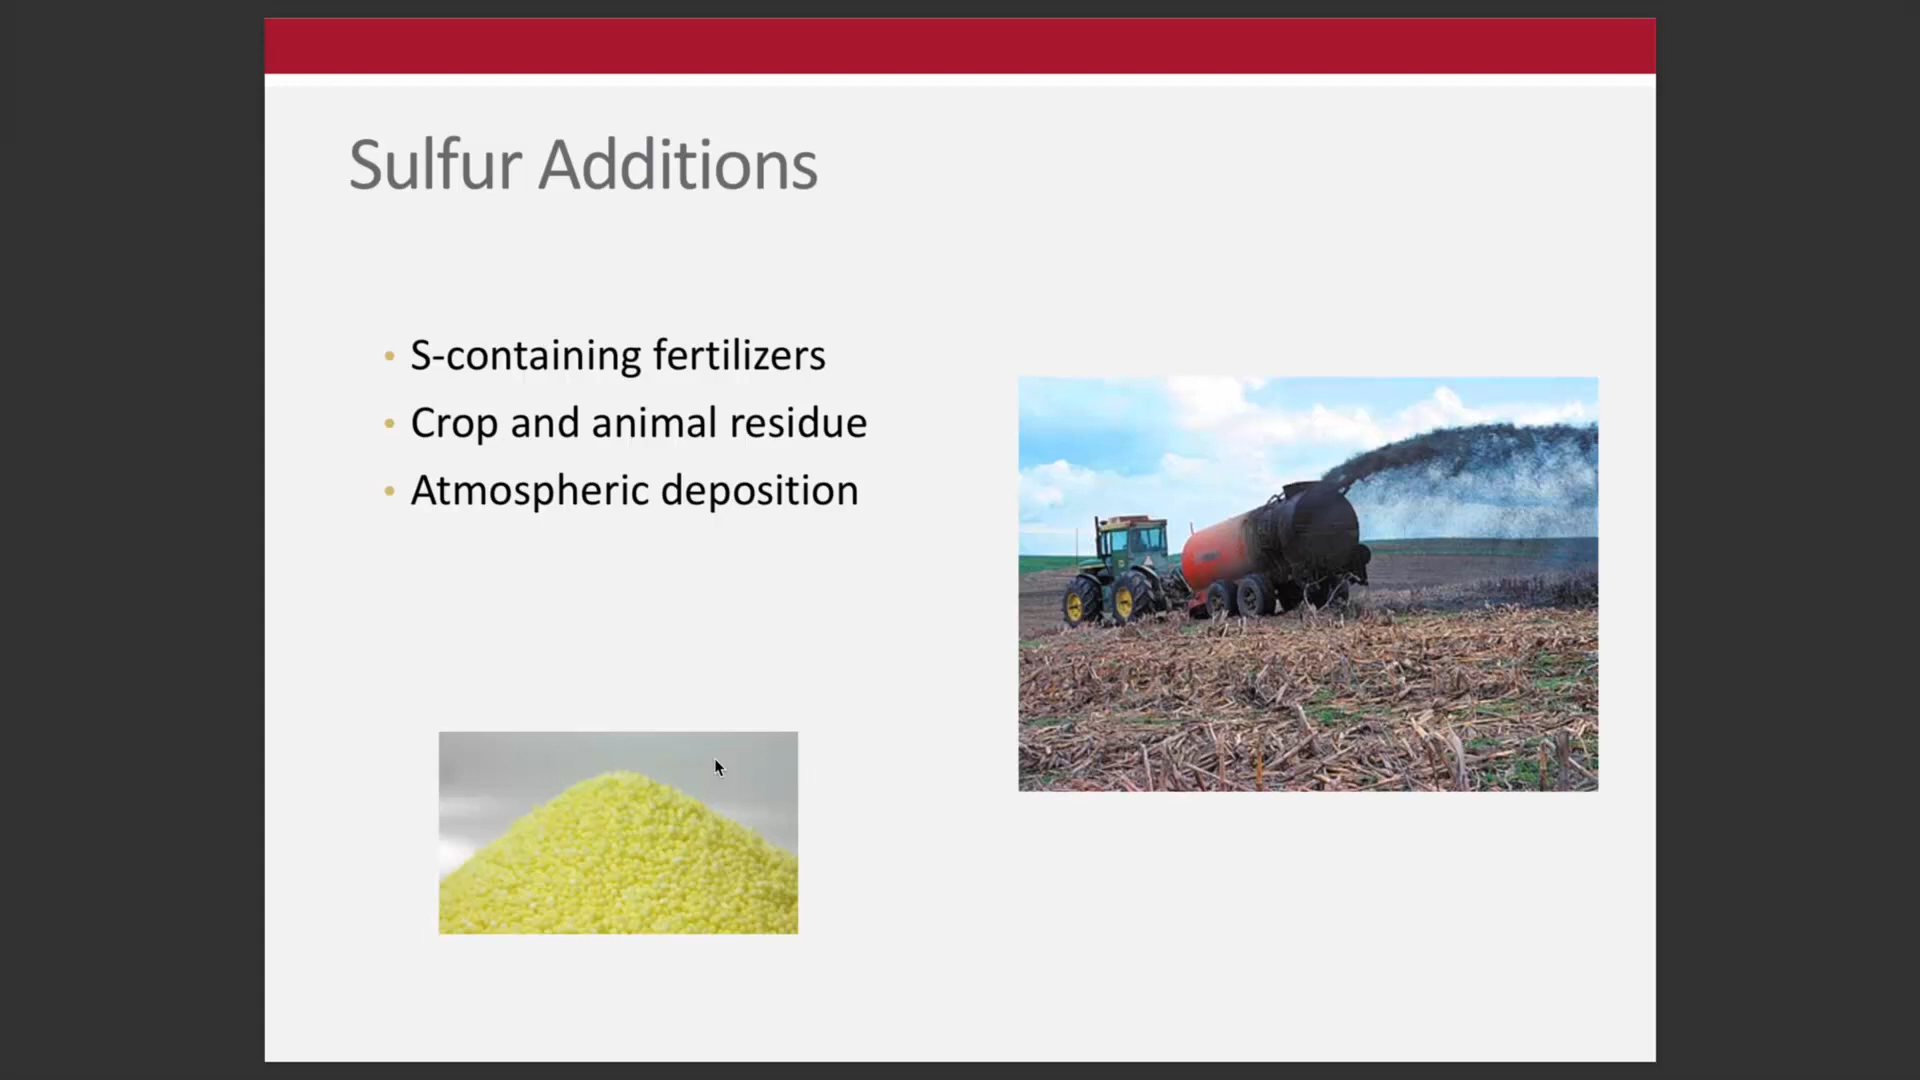 Sulfur Additions
• S-containing fertilizers
• Crop and animal residue
• Atmospheric deposition